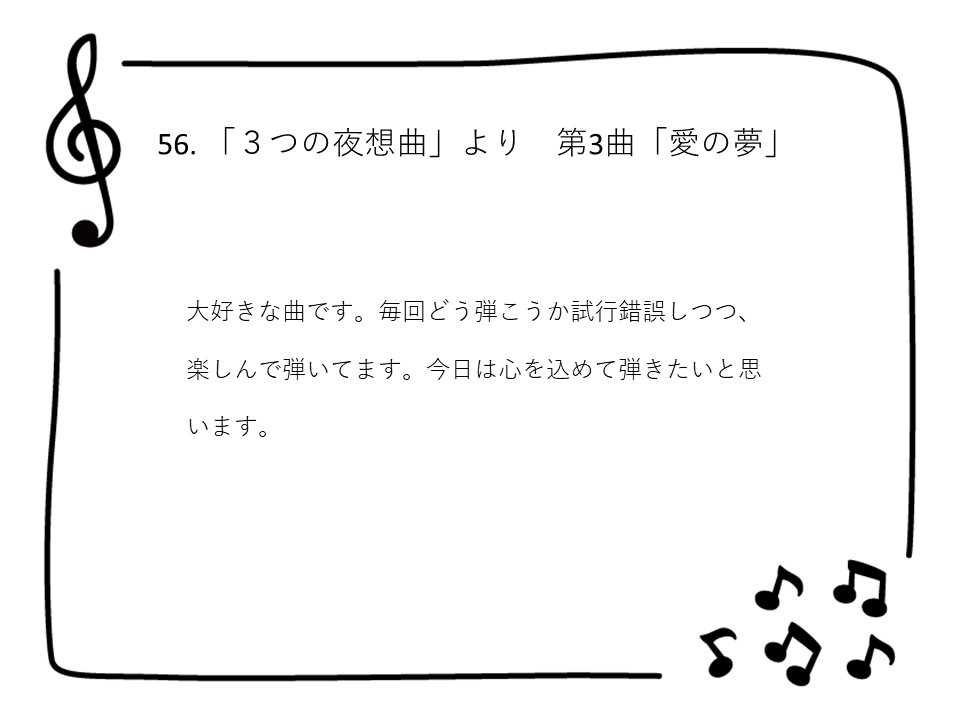 56. 「３つの夜想曲」より　第3曲「愛の夢」
大好きな曲です。毎回どう弾こうか試行錯誤しつつ、
楽しんで弾いてます。今日は心を込めて弾きたいと思
います。